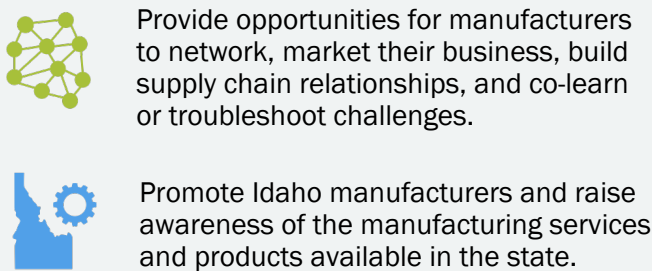 Provide opportunities for manufacturers
to network, market their business, build
supply chain relationships, and co-learn
or troubleshoot challenges.
Promote Idaho manufacturers and raise
awareness of the manufacturing services
and products available in the state.